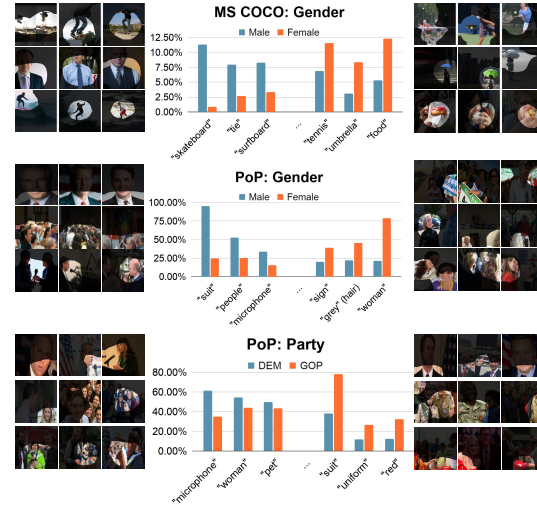 MS COCO: Gender
Male Female
12.50%
10.00%
7.50%
5.00%
2.50%
0.00%
"skateboard" "tie" "surfboard" ... "tennis" "umbrella" "food"
PoP: Gender
Male Female
100.00%
75.00%
50.00%
25.00%
0.00%
"suit" "people" "microphone" ... "sign" "grey" (hair) "woman"
PoP: Party
DEM GOP
80.00%
60.00%
40.00%
20.00%
0.00%
"microphone" "woman" "pet" ... "suit" "uniform" "red"